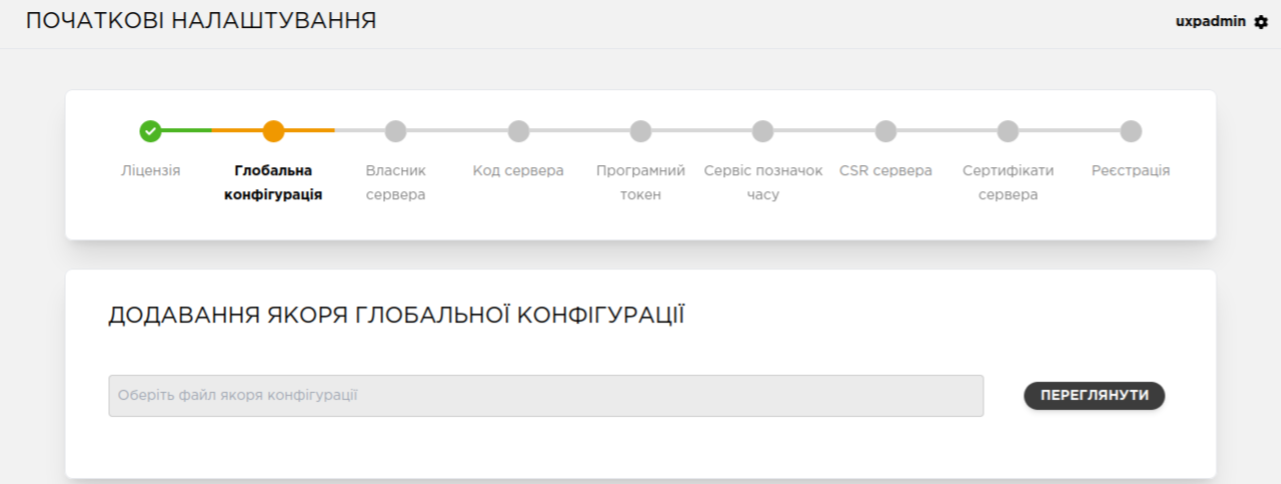 ПОЧАТКОВІ НАЛАШТУВАННЯ
uxpadmin
Ліцензія
Глобальна
конфігурація
Власник
сервера
Код сервера
Програмний
токен
Сервіс позначок
часу
CSR сервера
Сертифікати
сервера
Реєстрація
ДОДАВАННЯ ЯКОРЯ ГЛОБАЛЬНОЇ КОНФІГУРАЦІЇ
Оберіть файл якоря конфігурації
ПЕРЕГЛЯНУТИ